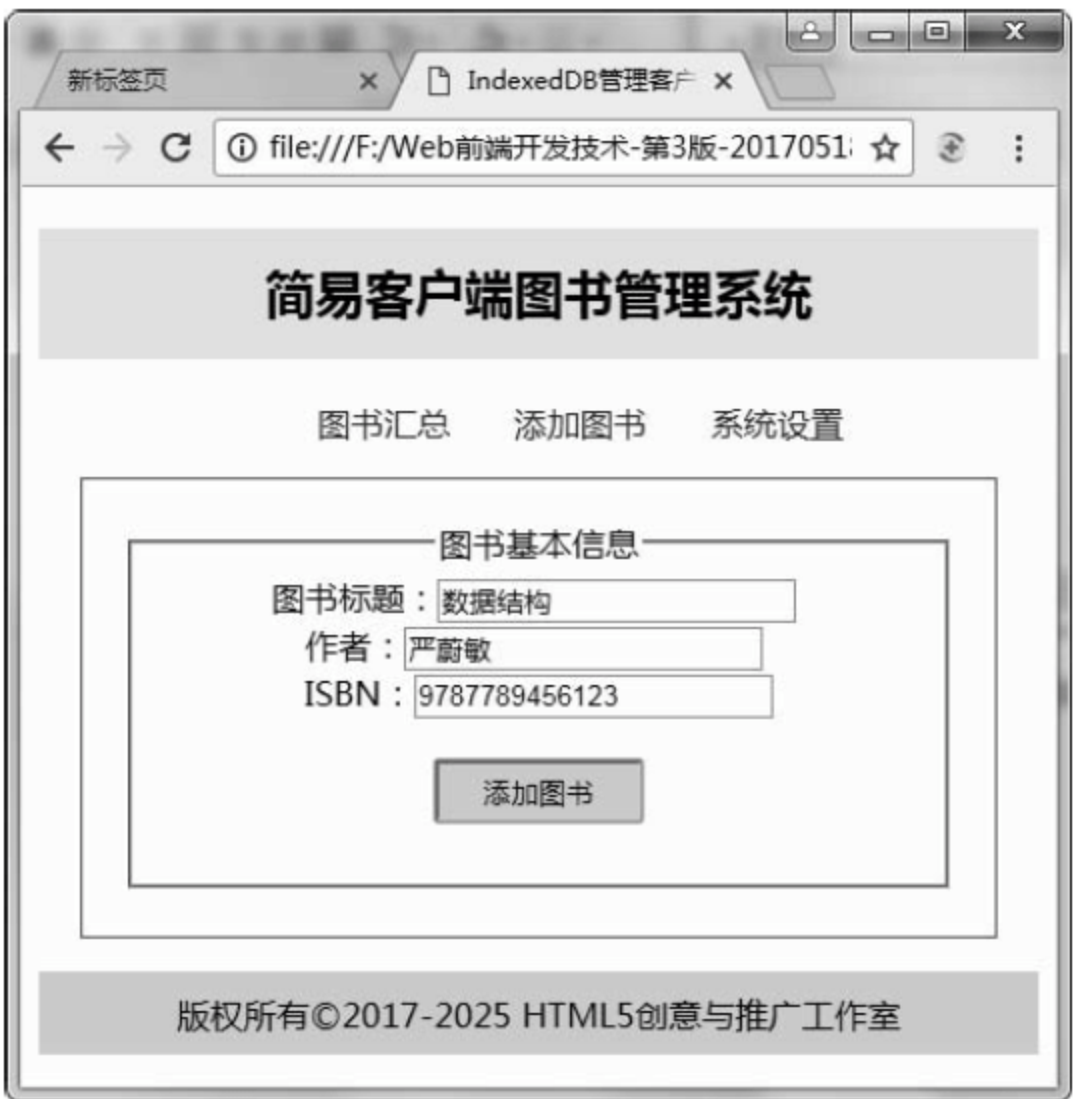 新标签页
IndexedDB管理客户
file:///F:/Web前端开发技术-第3版-2017051
简易客户端图书管理系统
图书汇总 添加图书 系统设置
图书基本信息
图书标题：数据结构
作者：严蔚敏
ISBN：9787789456123
添加图书
版权所有©2017-2025 HTML5创意与推广工作室